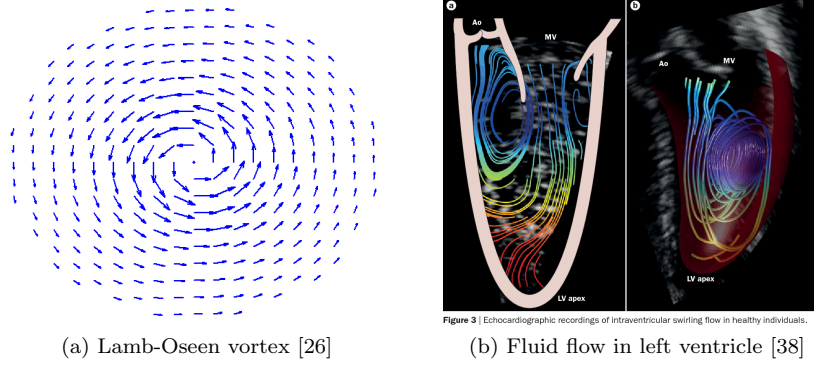 a
b
Ao
MV
Ao
MV
LV apex
LV apex
Figure 3 | Echocardiographic recordings of intraventricular swirling flow in healthy individuals.
(a) Lamb-Oseen vortex [26]
(b) Fluid flow in left ventricle [38]